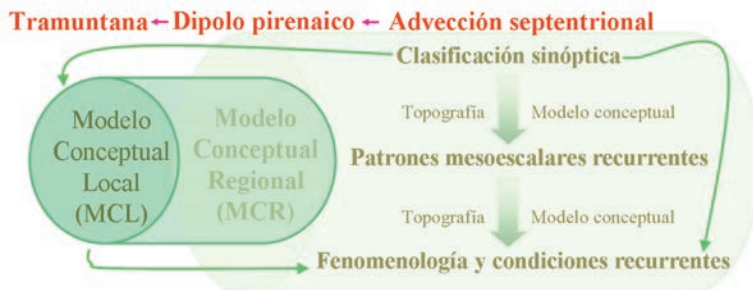 Tramuntana ← Dipolo pirenaico ← Advección septentrional
Clasificación sinóptica
Topografía Modelo conceptual
Patrones mesoescalares recurrentes
Topografía Modelo conceptual
Fenomenología y condiciones recurrentes
Modelo
Conceptual
Local
(MCL)
Modelo
Conceptual
Regional
(MCR)